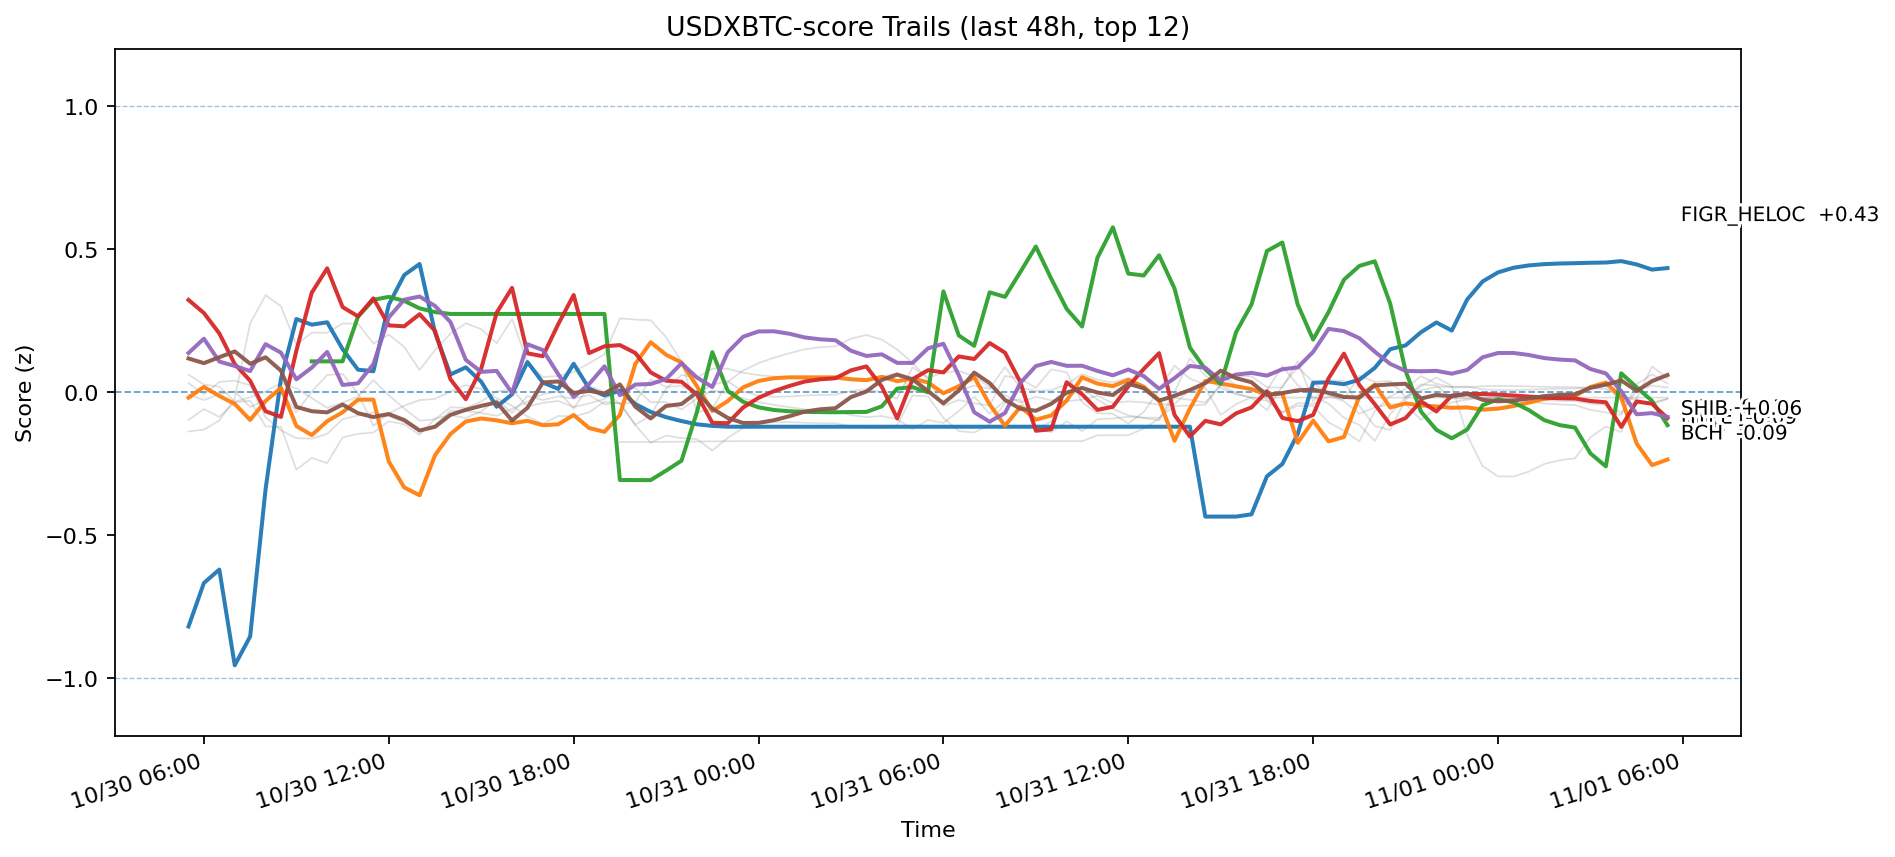 USDXBTC-score Trails (last 48h, top 12)
Score (z)
1.0
0.5
0.0
−0.5
−1.0
FIGR_HELOC +0.43
SHIB +0.06
BCH -0.09
10/30 06:00
10/30 12:00
10/30 18:00
10/31 00:00
10/31 06:00
10/31 12:00
10/31 18:00
11/01 00:00
11/01 06:00
Time